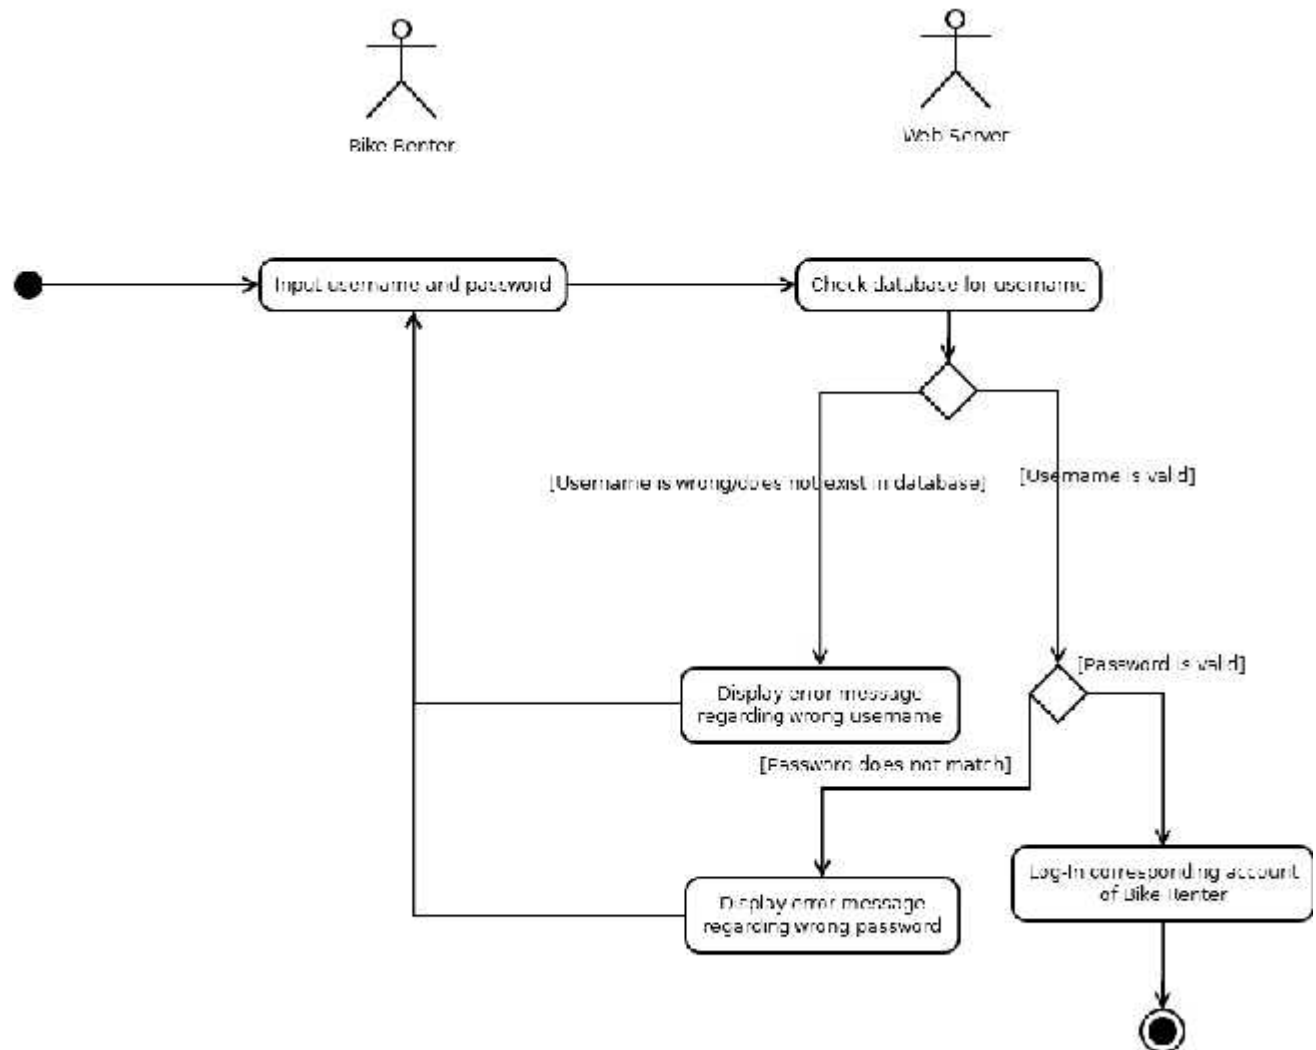 Bike Renter
Web Server
Input username and password
Check database for username
[Username is wrong/does not exist in database]
[Username is valid]
[Password is valid]
Display error message
regarding wrong username
[Password does not match]
Log-In corresponding account
of Bike Renter
Display error message
regarding wrong password